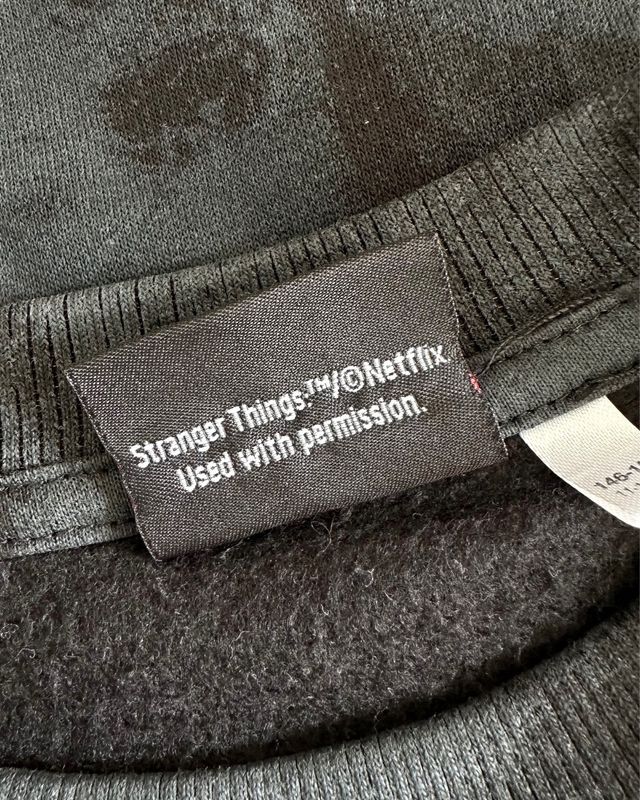 Stranger Things:™/©Netflix.
Used with permission.